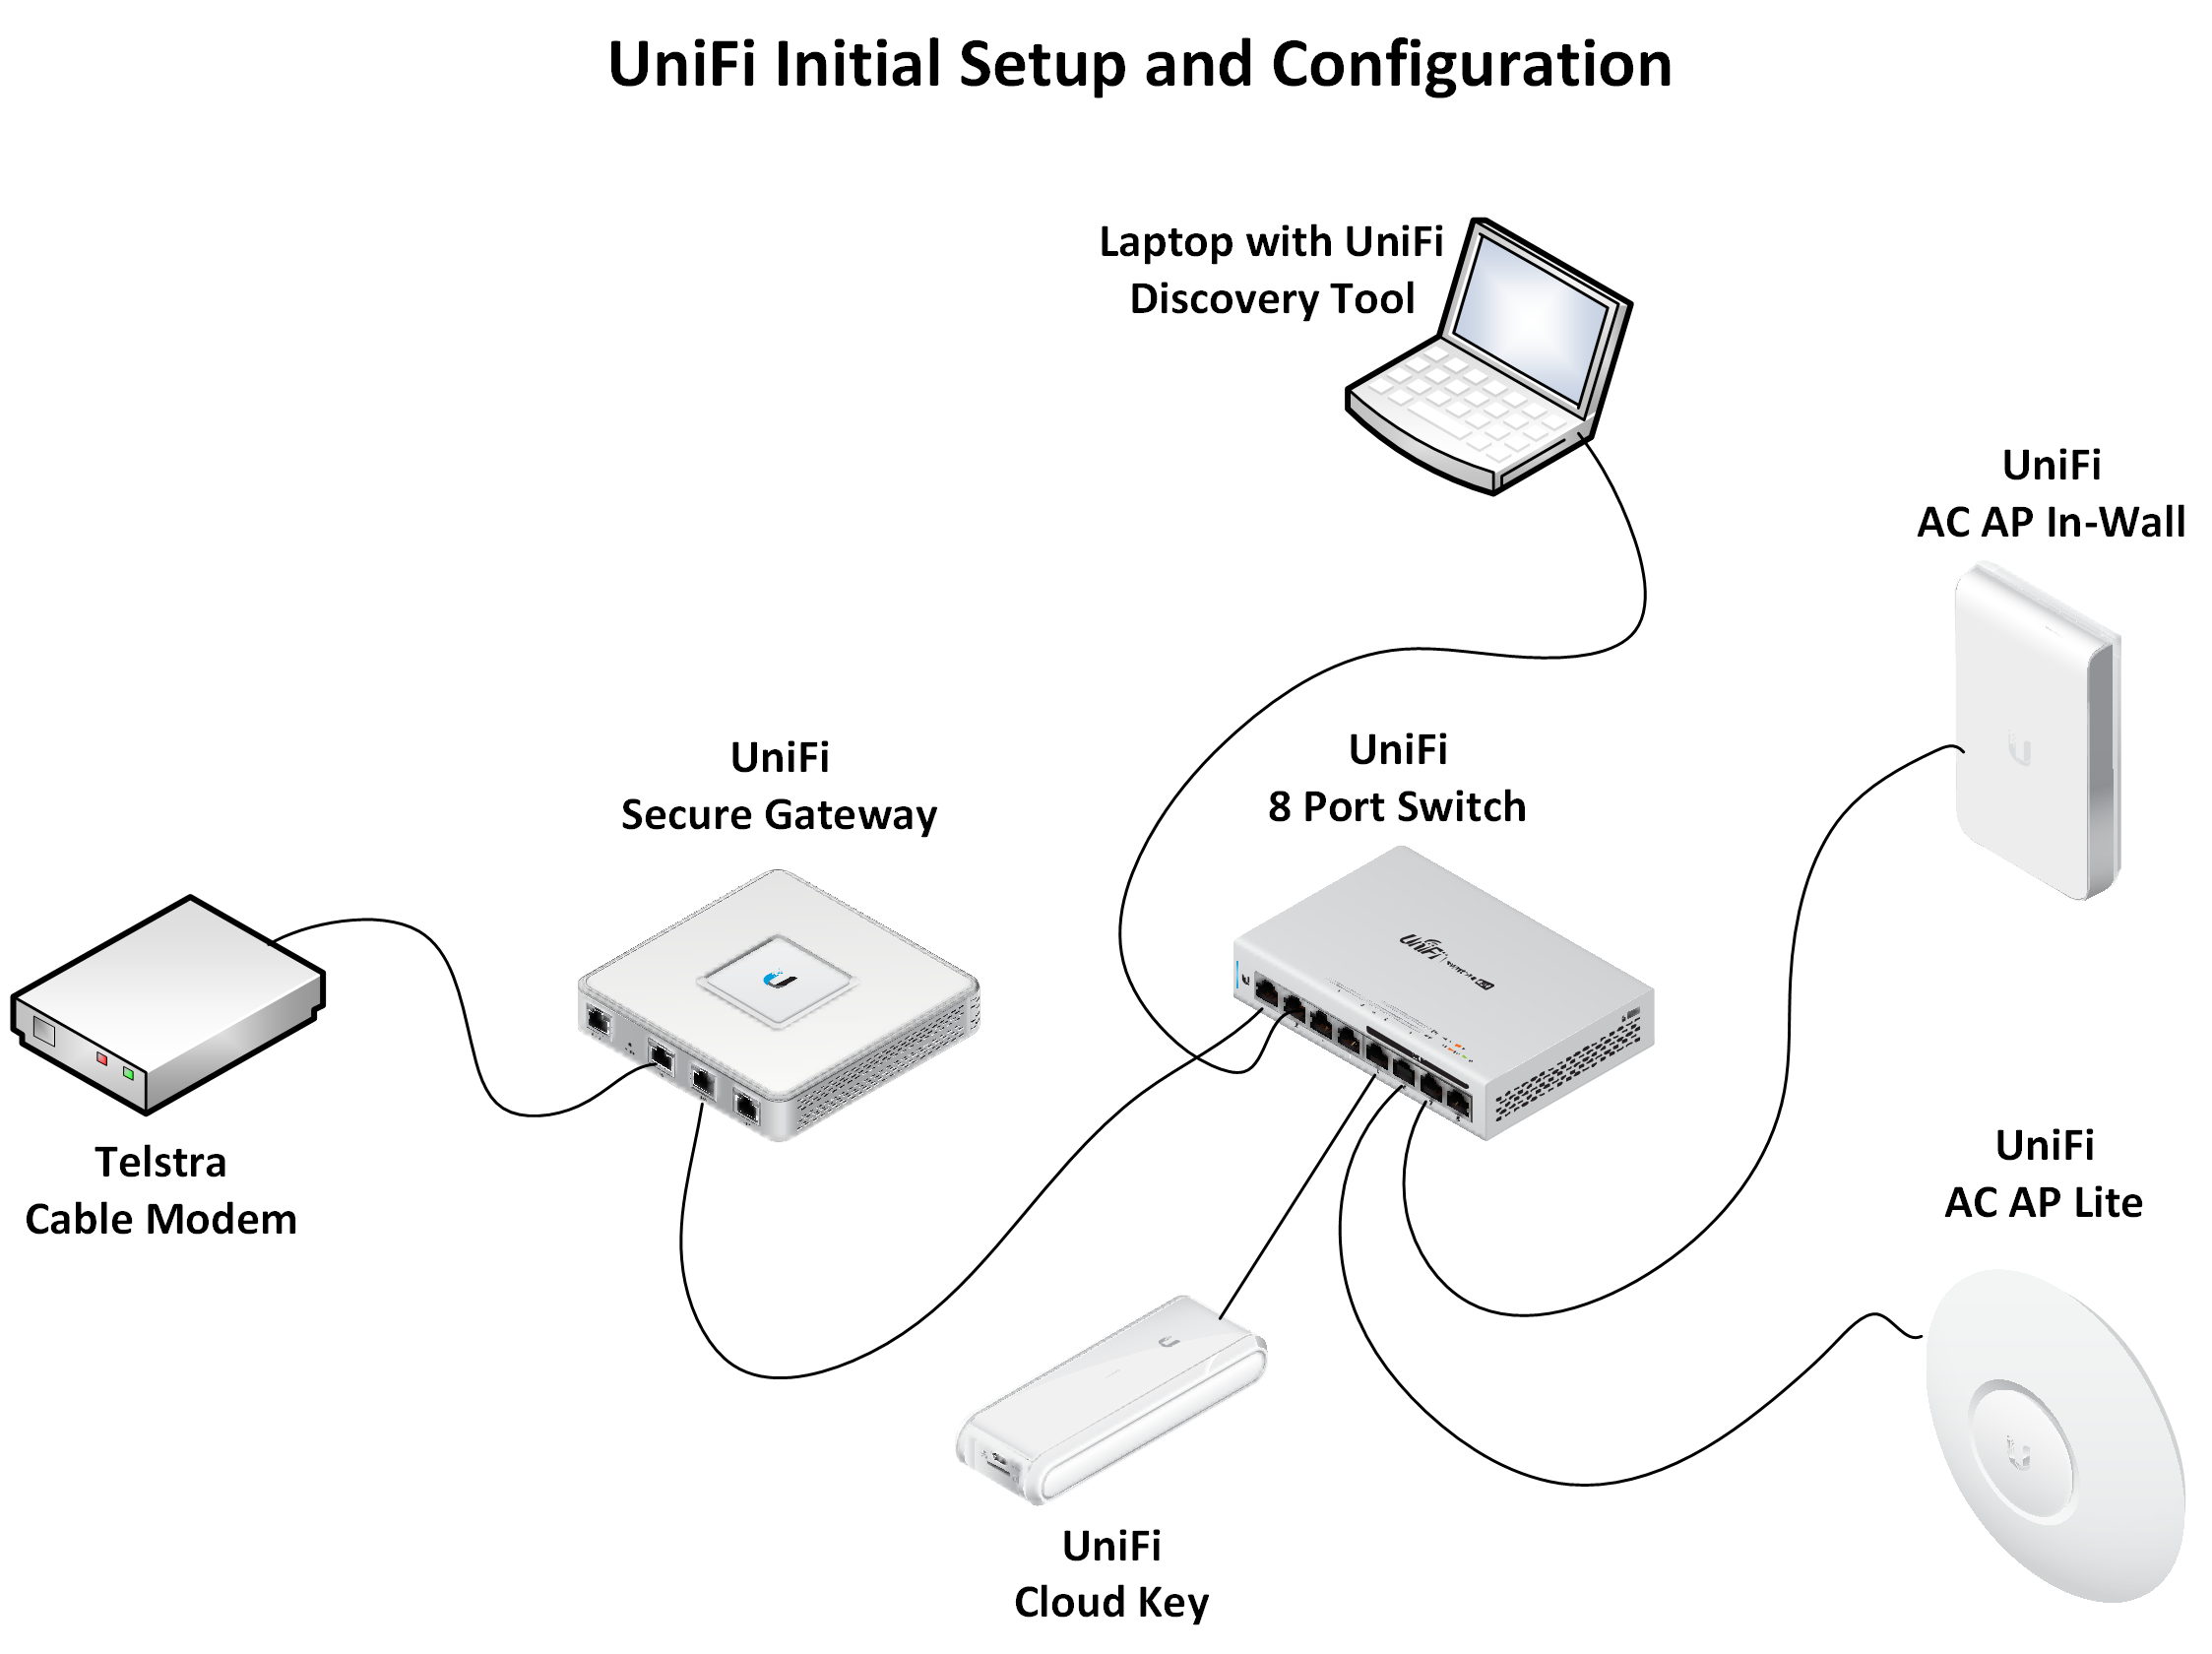 UniFi Initial Setup and Configuration
Laptop with UniFi
Discovery Tool
UniFi
AC AP In-Wall
UniFi
Secure Gateway
UniFi
8 Port Switch
UniFi
Telstra
Cable Modem
UniFi
AC AP Lite
UniFi
Cloud Key